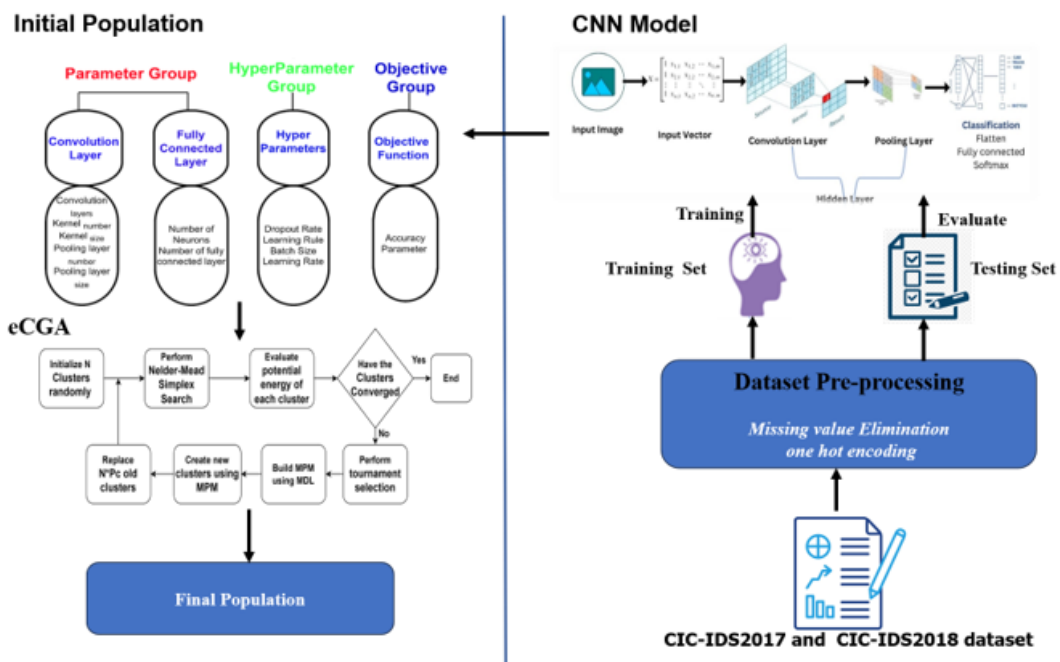 Initial Population
Parameter Group
HyperParameter
Group
Objective
Group
Convolution
Layer
Fully
Connected
Layer
Hyper
Parameters
Objective
Function
Convolution
layers
Kernel number
Kernel size
Pooling layer
number
Pooling layer
size
Number of
Neurons
Number of fully
connected layer
Dropout Rate
Learning Rule
Batch Size
Learning Rate
Accuracy
Parameter
eCGA
Initialize N
Clusters
randomly
Perform
Nelder-Mead
Simplex
Search
Evaluate
potential
energy of
each cluster
Have the
Clusters
Converged
Yes
End
No
Replace
N*Pc old
clusters
Create new
clusters using
MPM
Build MPM
using MDL
Perform
tournament
selection
Final Population
CNN Model
Input Image
Input Vector
Convolution Layer
Pooling Layer
Classification
Flatten
Fully connected
Softmax
Hidden Layer
Training
Evaluate
Training Set
Testing Set
Dataset Pre-processing
Missing value Elimination
one hot encoding
CIC-IDS2017 and CIC-IDS2018 dataset